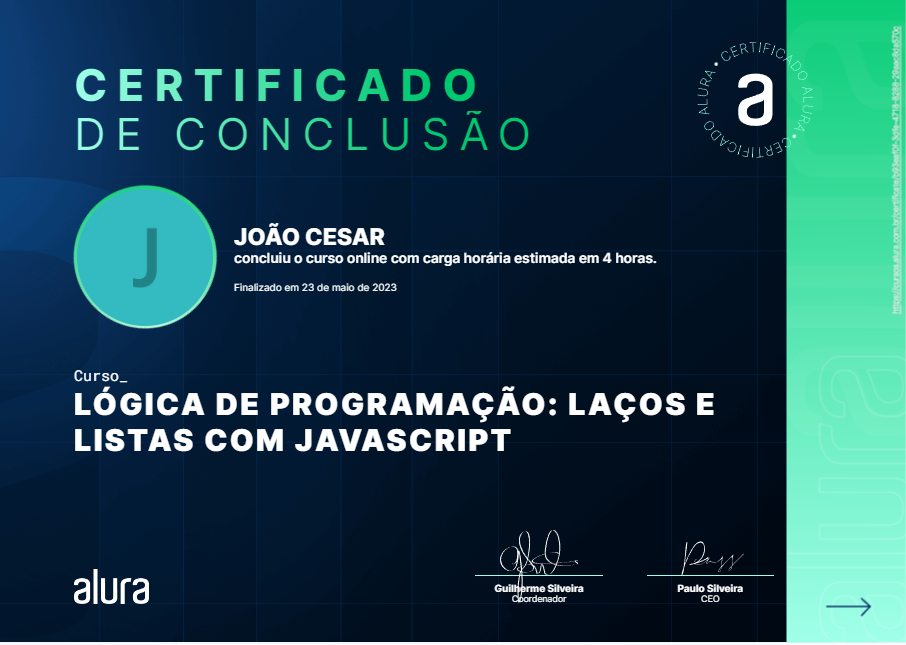 CERTIFICADO
DE CONCLUSÃO
CERTIFICADO ALURA • CERTIFICADO ALURA •
a
J
JOÃO CESAR
concluiu o curso online com carga horária estimada em 4 horas.
Finalizado em 23 de maio de 2023
Curso_
LÓGICA DE PROGRAMAÇÃO: LAÇOS E
LISTAS COM JAVASCRIPT
alura
Guilherme Silveira
Coordenador
Paulo Silveira
CEO
alura